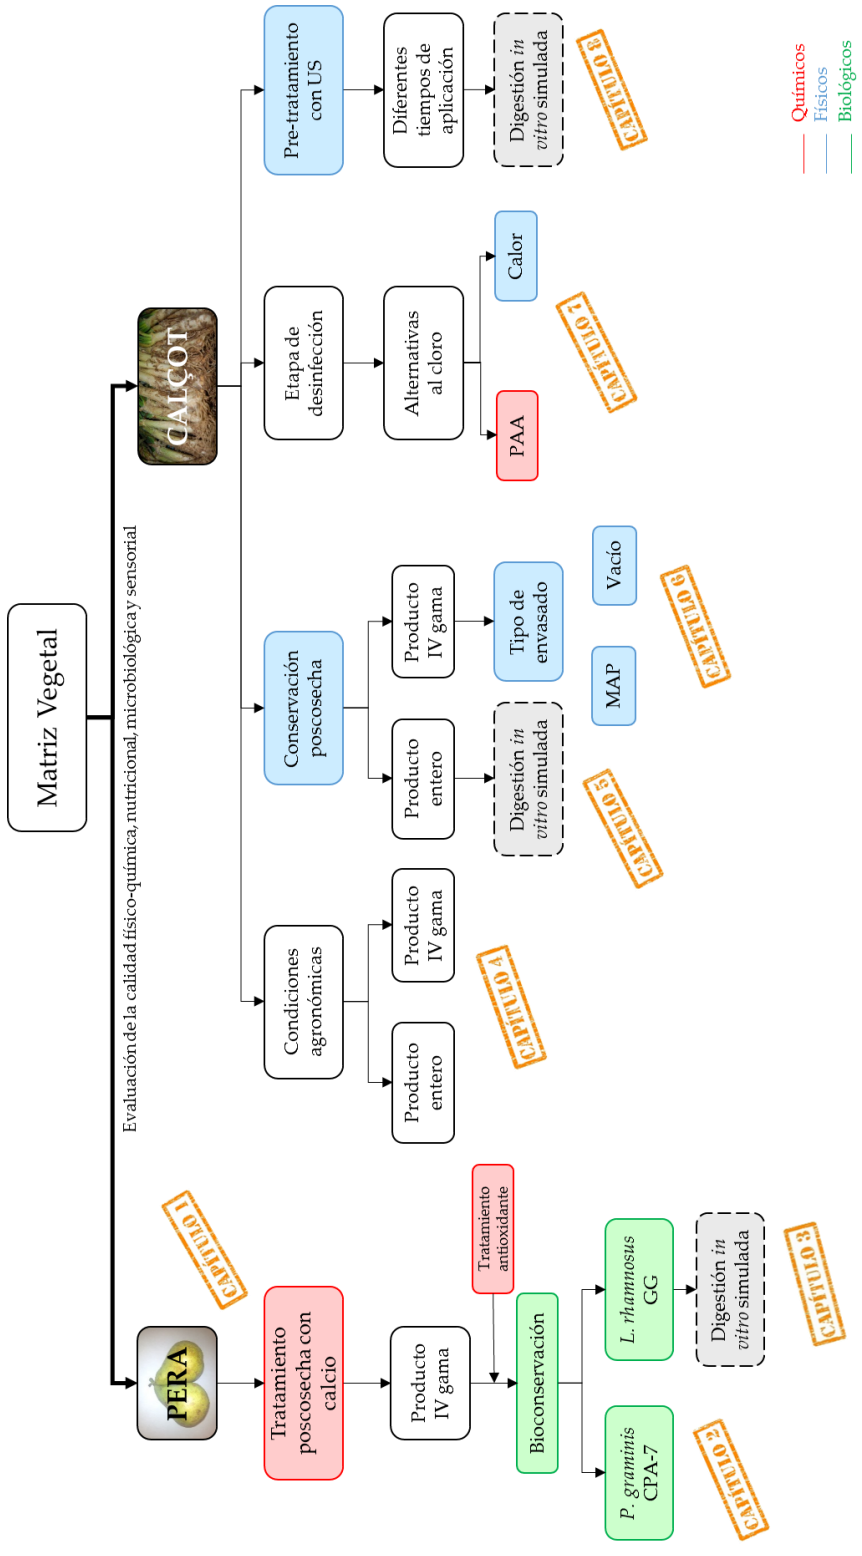 Matriz Vegetal
Evaluación de la calidad físico-química, nutricional, microbiológica y sensorial
PERA
CAPÍTULO 1
Tratamiento
poscosecha con
calcio
Producto
IV gama
Tratamiento
antioxidante
Bioconservación
P. graminis
CPA-7
CAPÍTULO 2
L. rhamnosus
GG
Digestión in
vitro simulada
CAPÍTULO 3
CALÇOT
Condiciones
agronómicas
Producto
entero
Producto
IV gama
CAPÍTULO 4
Conservación
poscosecha
Producto
entero
Digestión in
vitro simulada
CAPÍTULO 5
Producto
IV gama
Tipo de
envasado
MAP
Vacío
CAPÍTULO 6
Etapa de
desinfección
Alternativas
al cloro
PAA
Calor
CAPÍTULO 7
Pre-tratamiento
con US
Diferentes
tiempos de
aplicación
Digestión in
vitro simulada
CAPÍTULO 8
Químicos
Físicos
Biológicos